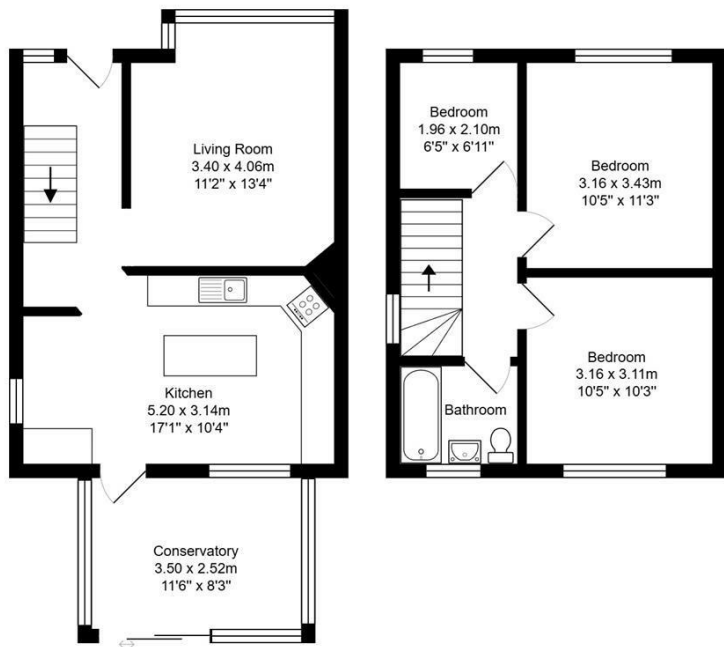 Living Room
3.40 x 4.06m
11'2" x 13'4"
Kitchen
5.20 x 3.14m
17'1" x 10'4"
Conservatory
3.50 x 2.52m
11'6" x 8'3"
Bedroom
1.96 x 2.10m
6'5" x 6'11"
Bedroom
3.16 x 3.43m
10'5" x 11'3"
Bedroom
3.16 x 3.11m
10'5" x 10'3"
Bathroom